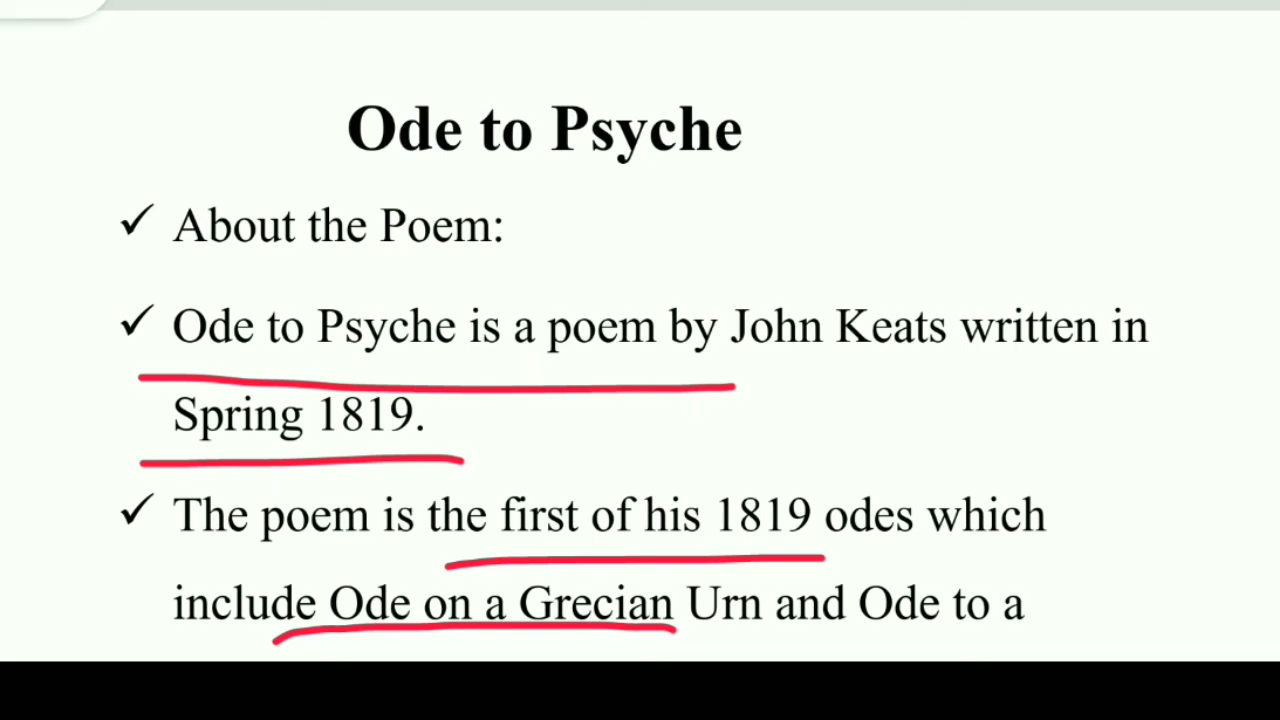 Ode to Psyche
✓ About the Poem:
✓ Ode to Psyche is a poem by John Keats written in
Spring 1819.
✓ The poem is the first of his 1819 odes which
include Ode on a Grecian Urn and Ode to a